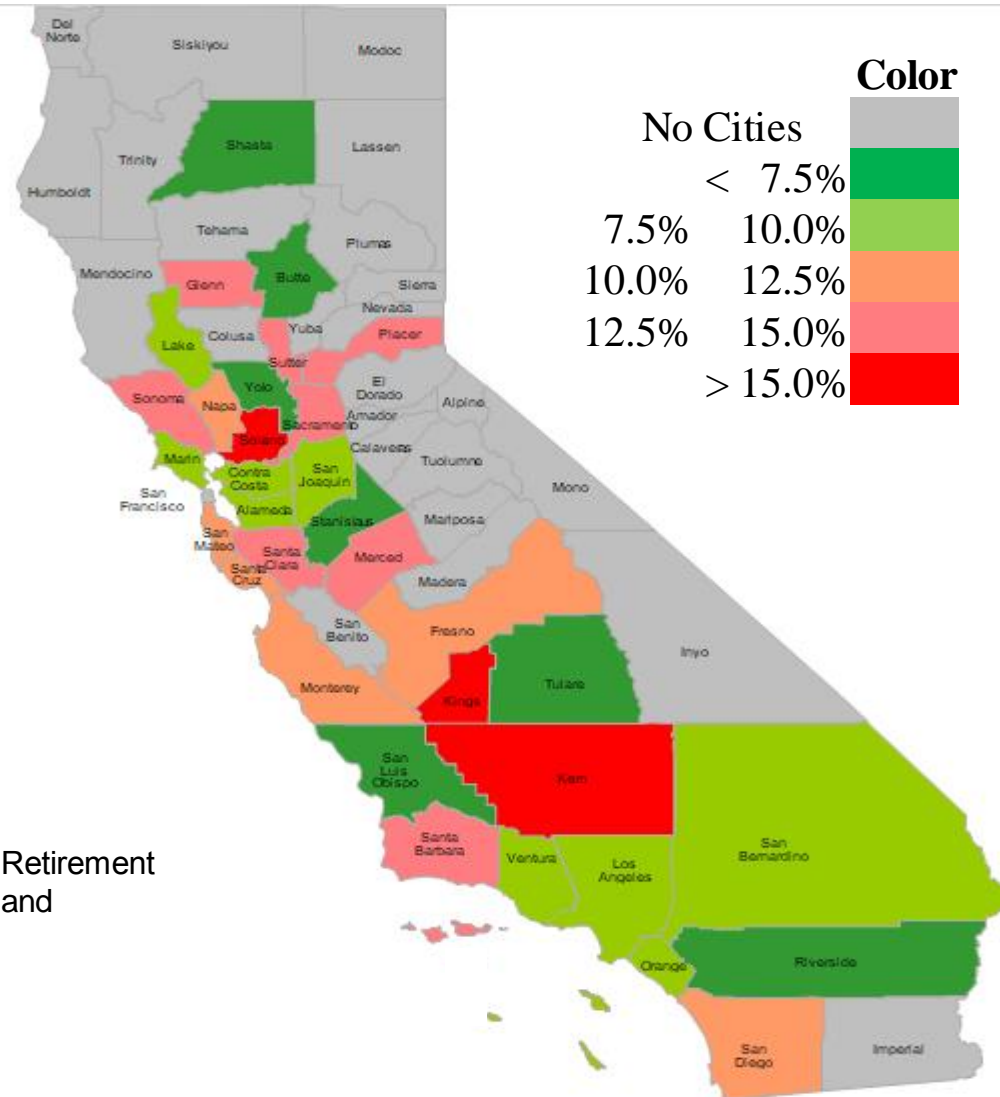 Color
No Cities
< 7.5%
7.5% 10.0%
10.0% 12.5%
12.5% 15.0%
> 15.0%
Del
Norte
Siskiyou
Modoc
Shasta
Lassen
Trinity
Humboldt
Tehama
Plumas
Mendocino
Glenn
Butte
Sierra
Nevada
Colusa
Yuba
Placer
Lake
Sutter
El
Dorado
Yolo
Sonoma
Napa
Alpine
Amador
Sacramento
Solano
Calaveras
Marin
Tuolumne
Contra
Costa
San
Joaquin
Mono
San
Francisco
Alameda
Stanislaus
Mariposa
San
Mateo
Santa
Clara
Merced
Santa
Cruz
Madera
San
Benito
Fresno
Inyo
Monterey
Kings
Tulare
San
Luis
Obispo
Kern
Santa
Barbara
Ventura
Los
Angeles
San
Bernardino
Retirement
and
Orange
Riverside
San
Diego
Imperial